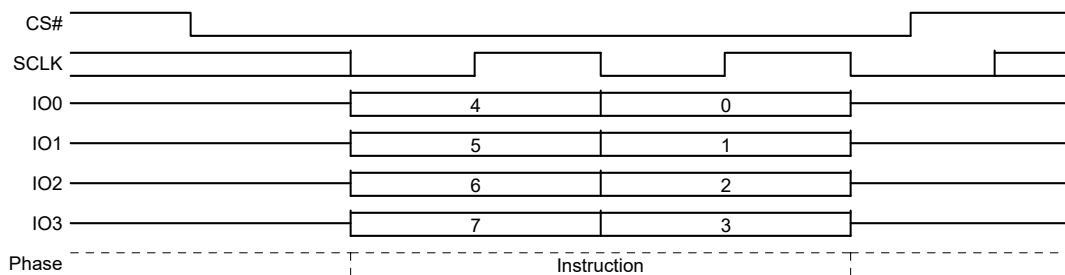 CS#
SCLK
IO0 4 0
IO1 5 1
IO2 6 2
IO3 7 3
Phase Instruction